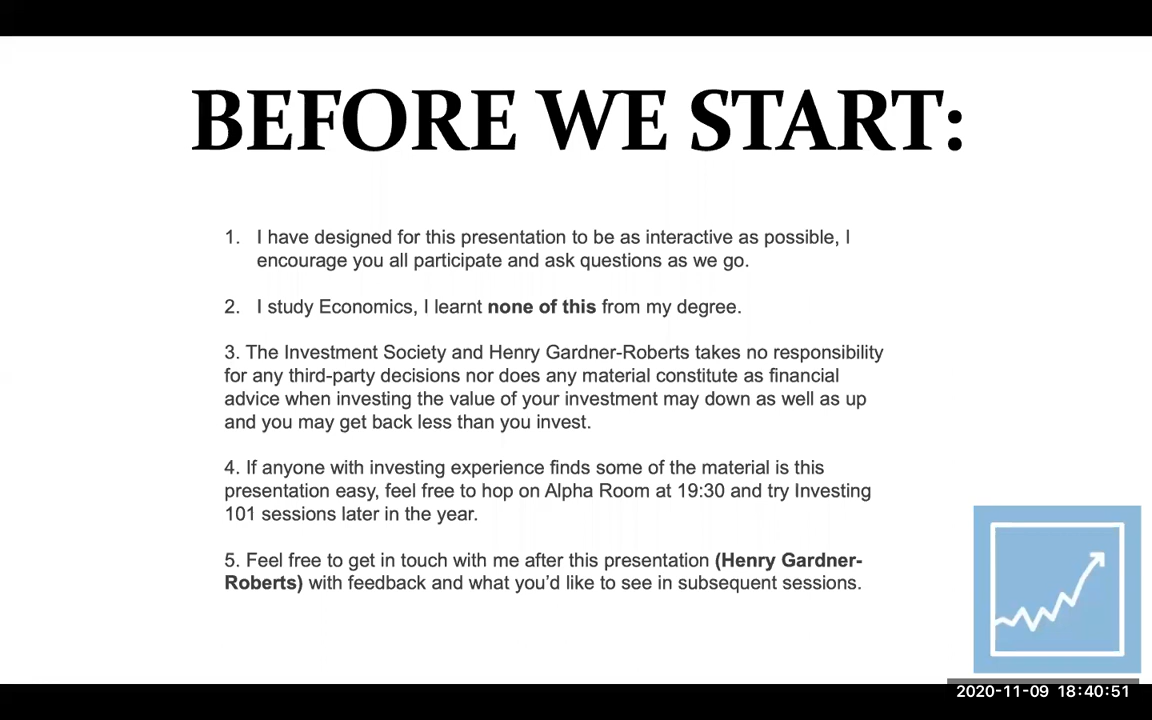 BEFORE WE START:
1. I have designed for this presentation to be as interactive as possible, I
encourage you all participate and ask questions as we go.
2. I study Economics, I learnt none of this from my degree.
3. The Investment Society and Henry Gardner-Roberts takes no responsibility
for any third-party decisions nor does any material constitute as financial
advice when investing the value of your investment may down as well as up
and you may get back less than you invest.
4. If anyone with investing experience finds some of the material is this
presentation easy, feel free to hop on Alpha Room at 19:30 and try Investing
101 sessions later in the year.
5. Feel free to get in touch with me after this presentation (Henry Gardner-
Roberts) with feedback and what you’d like to see in subsequent sessions.
2020-11-09 18:40:51